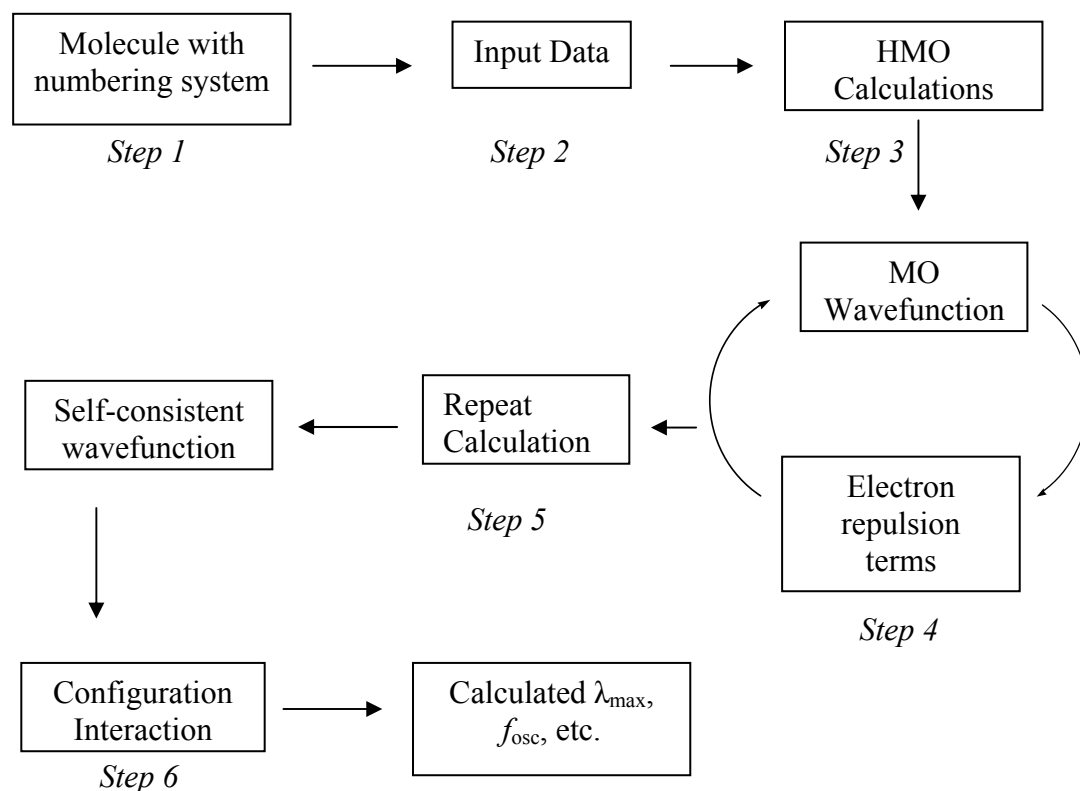 Molecule with
numbering system
Step 1
Input Data
Step 2
HMO
Calculations
Step 3
MO
Wavefunction
Electron
repulsion
terms
Step 4
Repeat
Calculation
Step 5
Self-consistent
wavefunction
Configuration
Interaction
Step 6
Calculated λmax,
fosc, etc.